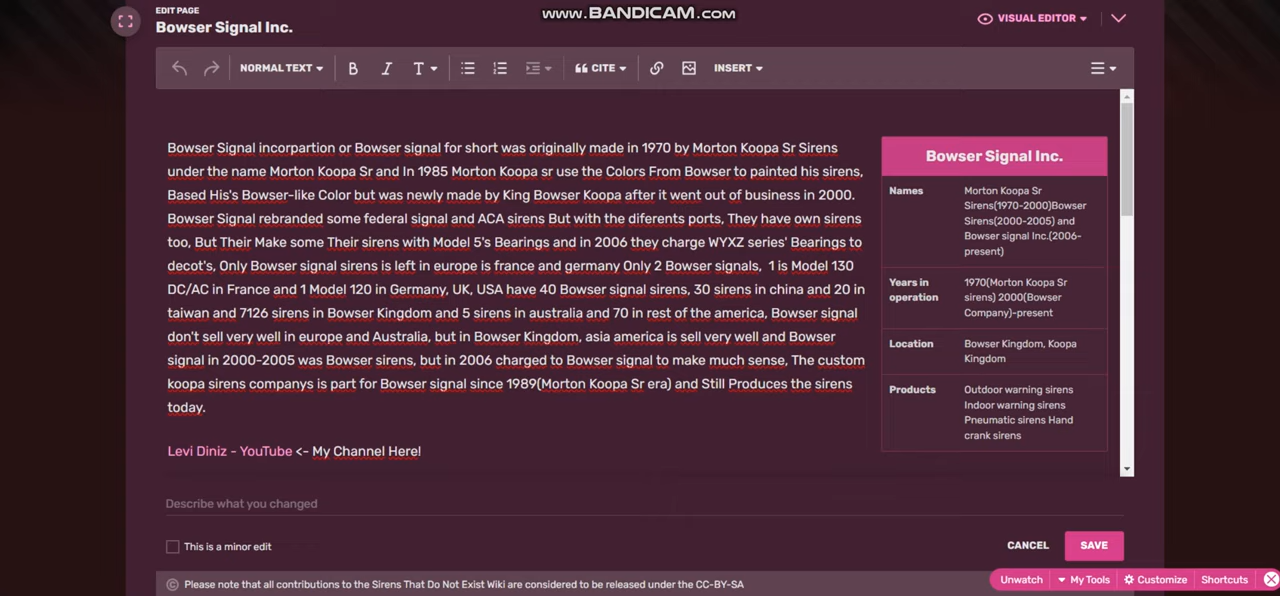 EDIT PAGE
Bowser Signal Inc.
www.BANDICAM.com
VISUAL EDITOR
NORMAL TEXT
B
I
T
CITE
INSERT
Bowser Signal incorpartion or Bowser signal for short was originally made in 1970 by Morton Koopa Sr Sirens
under the name Morton Koopa Sr and In 1985 Morton Koopa sr use the Colors From Bowser to painted his sirens,
Based His's Bowser-like Color but was newly made by King Bowser Koopa after it went out of business in 2000.
Bowser Signal rebranded some federal signal and ACA sirens But with the diferents ports, They have own sirens
too, But Their Make some Their sirens with Model 5's Bearings and in 2006 they charge WYXZ series' Bearings to
decot's, Only Bowser signal sirens is left in europe is france and germany Only 2 Bowser signals, 1 is Model 130
DC/AC in France and 1 Model 120 in Germany, UK, USA have 40 Bowser signal sirens, 30 sirens in china and 20 in
taiwan and 7126 sirens in Bowser Kingdom and 5 sirens in australia and 70 in rest of the america, Bowser signal
don't sell very well in europe and Australia, but in Bowser Kingdom, asia america is sell very well and Bowser
signal in 2000-2005 was Bowser sirens, but in 2006 charged to Bowser signal to make much sense, The custom
koopa sirens companys is part for Bowser signal since 1989(Morton Koopa Sr era) and Still Produces the sirens
today.
Levi Diniz - YouTube <- My Channel Here!
Bowser Signal Inc.
Names
Morton Koopa Sr
Sirens(1970-2000)Bowser
Sirens(2000-2005) and
Bowser signal Inc.(2006-
present)
Years in
operation
1970(Morton Koopa Sr
sirens) 2000(Bowser
Company)-present
Location
Bowser Kingdom, Koopa
Kingdom
Products
Outdoor warning sirens
Indoor warning sirens
Pneumatic sirens Hand
crank sirens
Describe what you changed
This is a minor edit
CANCEL
SAVE
Please note that all contributions to the Sirens That Do Not Exist Wiki are considered to be released under the CC-BY-SA
Unwatch
My Tools
Customize
Shortcuts